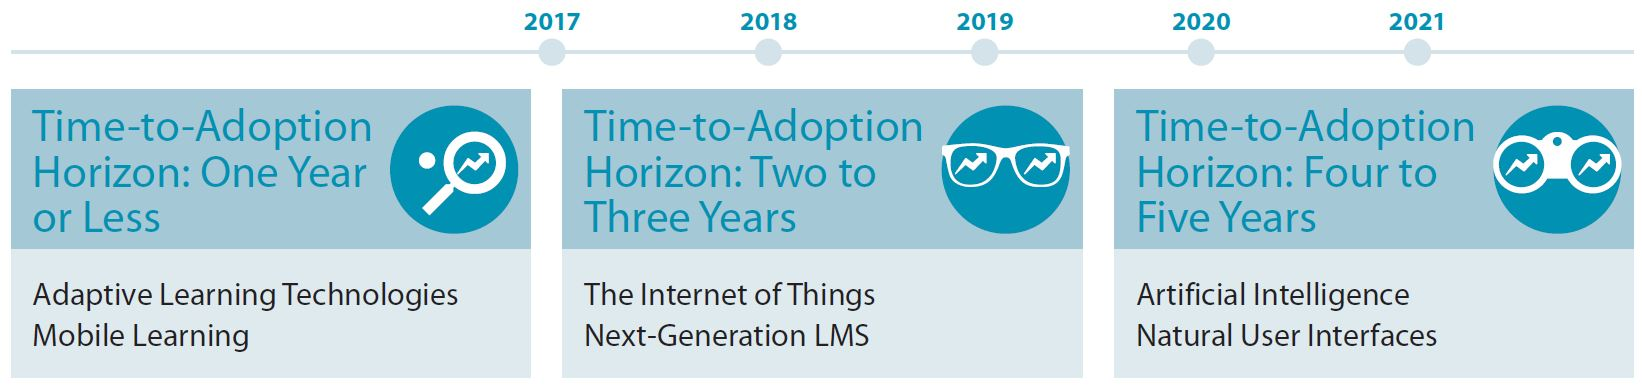 2017 2018 2019 2020 2021
Time-to-Adoption
Horizon: One Year
or Less
Adaptive Learning Technologies
Mobile Learning
Time-to-Adoption
Horizon: Two to
Three Years
The Internet of Things
Next-Generation LMS
Time-to-Adoption
Horizon: Four to
Five Years
Artificial Intelligence
Natural User Interfaces